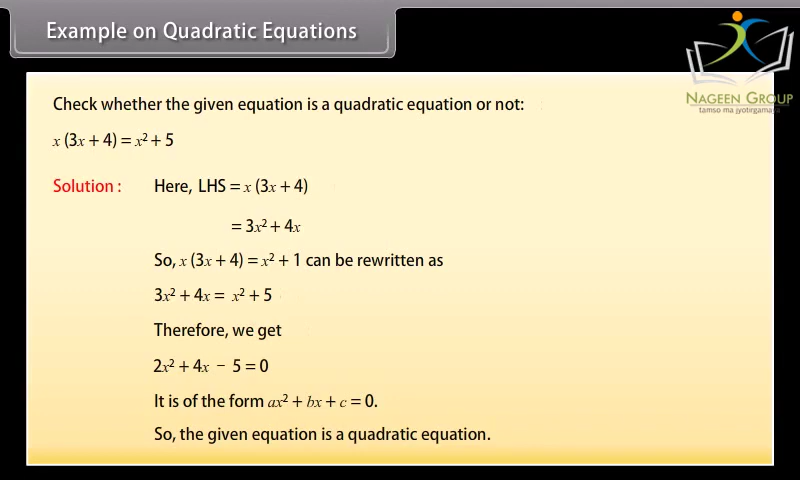 Example on Quadratic Equations
NAGEEN GROUP
tamso ma jyotirgamaya
Check whether the given equation is a quadratic equation or not:
x (3x + 4) = x² + 5
Solution : Here, LHS = x (3x + 4)
= 3x² + 4x
So, x (3x + 4) = x² + 1 can be rewritten as
3x² + 4x = x² + 5
Therefore, we get
2x² + 4x − 5 = 0
It is of the form ax² + bx + c = 0.
So, the given equation is a quadratic equation.